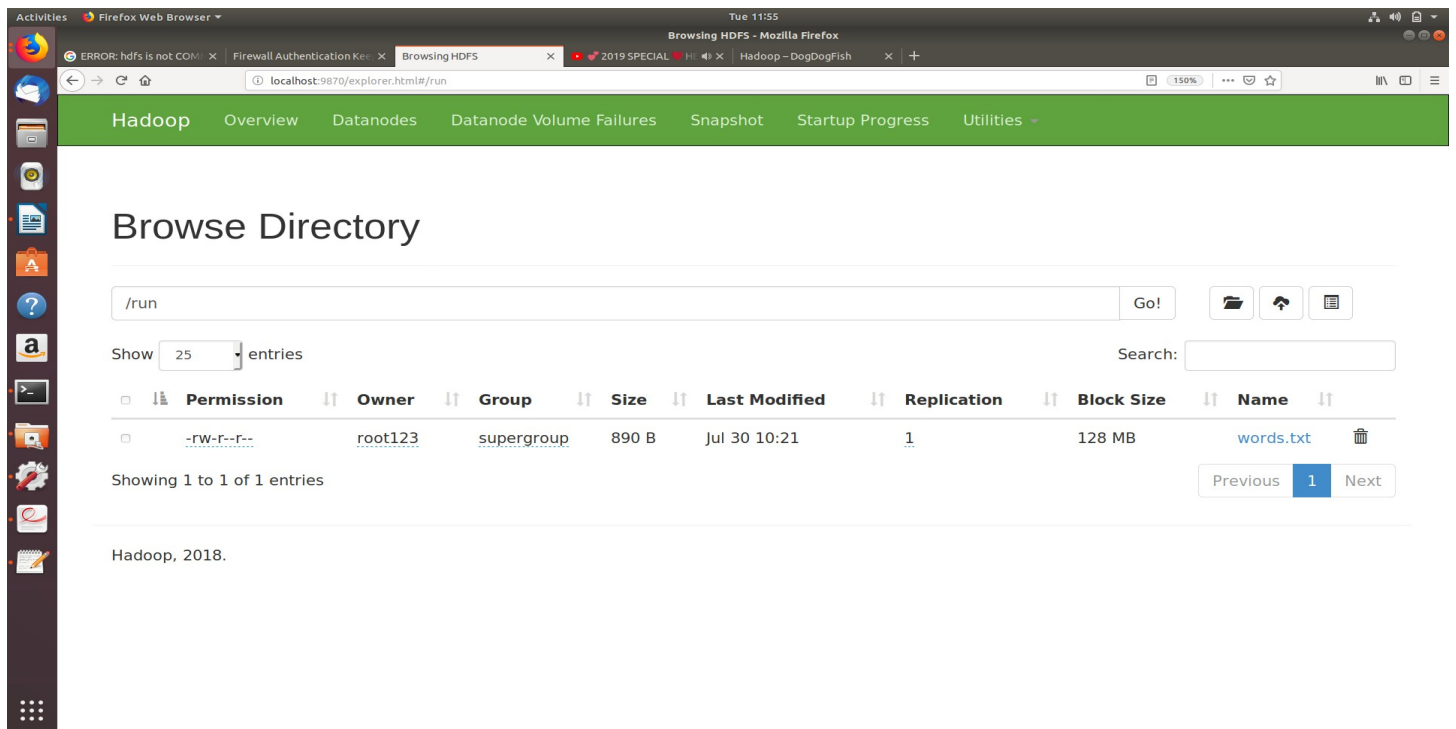 Activities Firefox Web Browser Tue 11:55
Browsing HDFS - Mozilla Firefox
ERROR: hdfs is not COM Firewall Authentication Kee Browsing HDFS 2019 SPECIAL HE Hadoop – DogDogFish
localhost:9870/explorer.html#/run 150%
Hadoop Overview Datanodes Datanode Volume Failures Snapshot Startup Progress Utilities
Browse Directory
/run Go!
Show 25 entries Search:
Permission Owner Group Size Last Modified Replication Block Size Name
-rw-r--r-- root123 supergroup 890 B Jul 30 10:21 1 128 MB words.txt
Showing 1 to 1 of 1 entries Previous 1 Next
Hadoop, 2018.